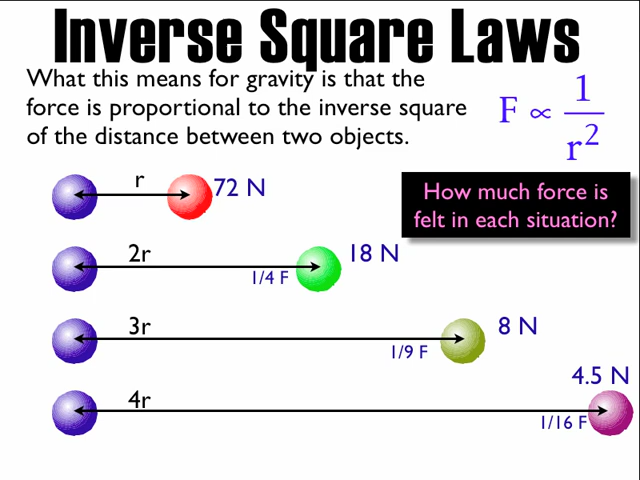 Inverse Square Laws
What this means for gravity is that the
force is proportional to the inverse square
of the distance between two objects.
F ∝ 1/r²
How much force is
felt in each situation?
r
72 N
2r
18 N
1/4 F
3r
8 N
1/9 F
4r
4.5 N
1/16 F